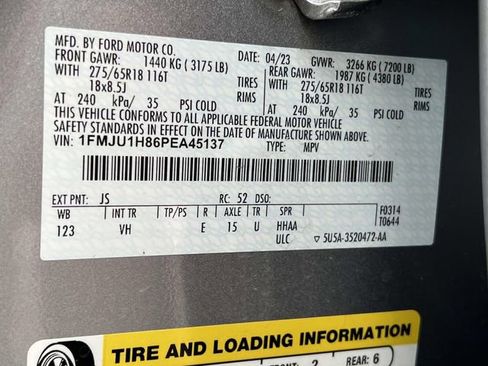 MFD. BY FORD MOTOR CO.
04/23 GVWR: 3266 KG (7200 LB)
FRONT GAWR: 1440 KG (3175 LB) REAR GAWR: 1987 KG (4380 LB)
WITH 275/65R18 116T WITH 275/65R18 116T
18x8.5J 18x8.5J
AT 240 kPa/ 35 PSI COLD AT 240 kPa/ 35 PSI COLD
THIS VEHICLE CONFORMS TO ALL APPLICABLE FEDERAL MOTOR VEHICLE
SAFETY STANDARDS IN EFFECT ON THE DATE OF MANUFACTURE SHOWN ABOVE.
VIN: 1FMJU1H86PEA45137 TYPE: MPV
EXT PNT: JS RC: 52 DSO:
WB INT TR TP/PS R AXLE TR SPR
F0314
T0644
123 VH E 15 U HHAA
ULC 5U5A-3520472-AA
TIRE AND LOADING INFORMATION
FRONT: 2 REAR: 6